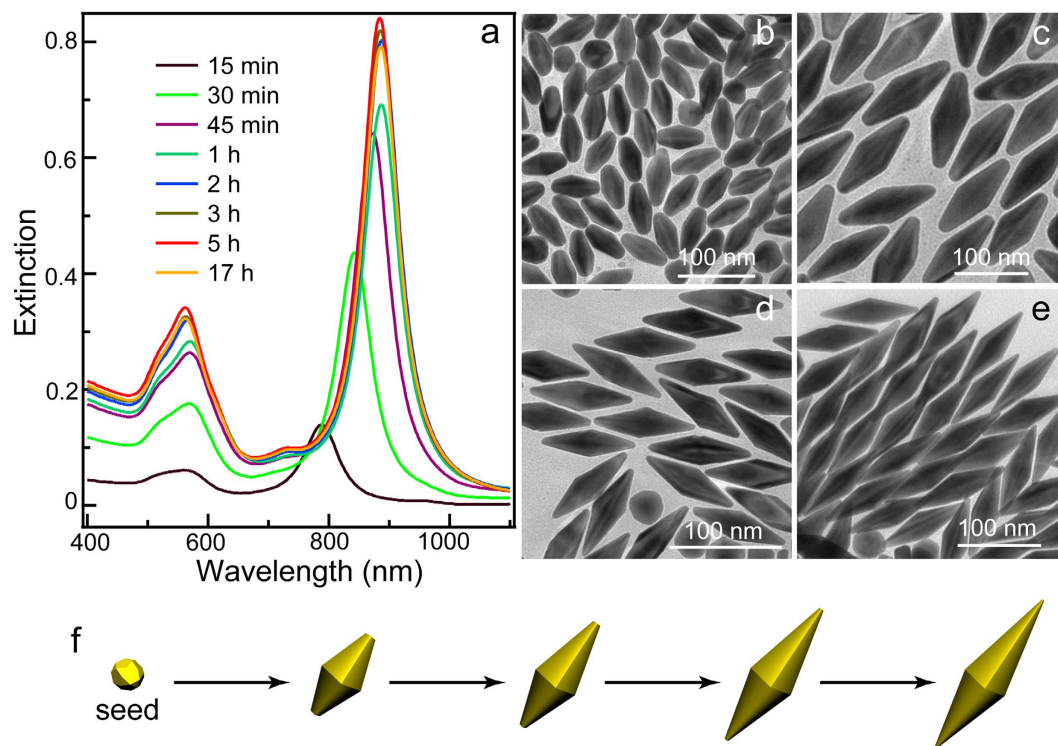 a
0.8
0.6
0.4
0.2
0
Extinction
15 min
30 min
45 min
1 h
2 h
3 h
5 h
17 h
400
600
800
1000
Wavelength (nm)
b
100 nm
c
100 nm
d
100 nm
e
100 nm
f
seed